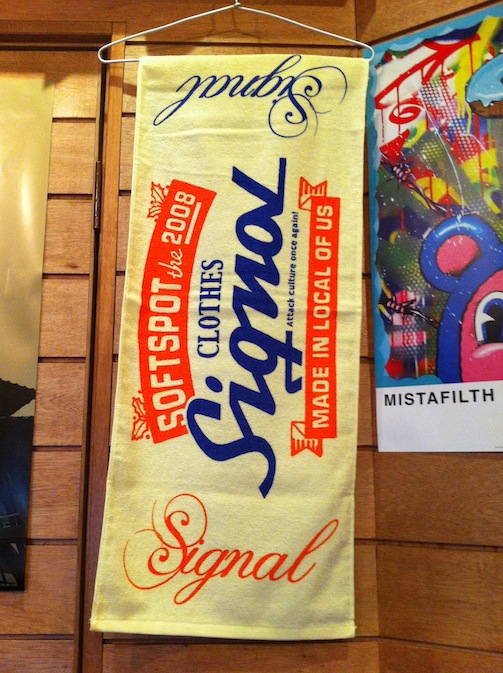 Signal
SOFTSPOT the 2008
CLOTHES
Signal
Attack culture once again!
MADE IN LOCAL OF US
Signal
MISTAFILTH